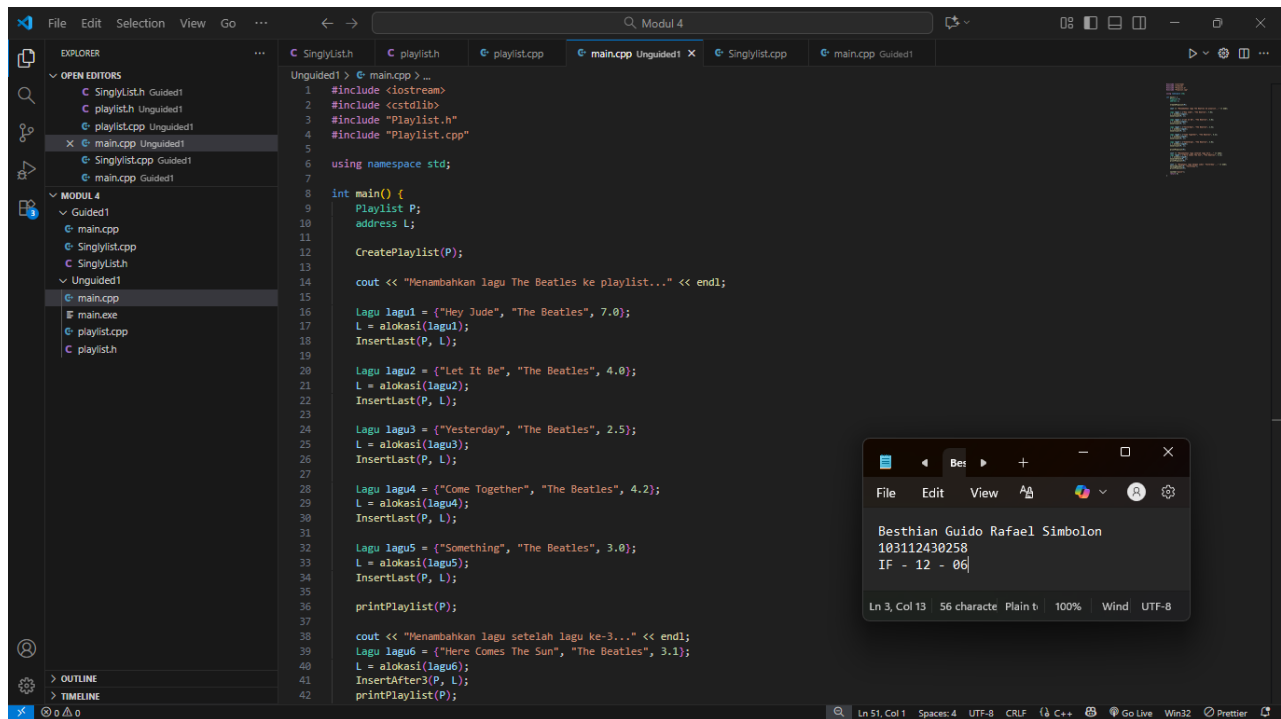 File Edit Selection View Go ··· ← → Modul 4
EXPLORER ···
OPEN EDITORS
SinglyList.h Guided1
playlist.h Unguided1
playlist.cpp Unguided1
main.cpp Unguided1
Singlylist.cpp Guided1
main.cpp Guided1
MODUL 4
Guided1
main.cpp
Singlylist.cpp
SinglyList.h
Unguided1
main.cpp
main.exe
playlist.cpp
playlist.h
OUTLINE
TIMELINE
3
SinglyList.h playlist.h playlist.cpp main.cpp Unguided1 Singlylist.cpp main.cpp Guided1
Unguided1 > main.cpp > ...
1 #include <iostream>
2 #include <cstdlib>
3 #include "Playlist.h"
4 #include "Playlist.cpp"
5
6 using namespace std;
7
8 int main() {
9 Playlist P;
10 address L;
11
12 CreatePlaylist(P);
13
14 cout << "Menambahkan lagu The Beatles ke playlist..." << endl;
15
16 Lagu lagu1 = {"Hey Jude", "The Beatles", 7.0};
17 L = alokasi(lagu1);
18 InsertLast(P, L);
19
20 Lagu lagu2 = {"Let It Be", "The Beatles", 4.0};
21 L = alokasi(lagu2);
22 InsertLast(P, L);
23
24 Lagu lagu3 = {"Yesterday", "The Beatles", 2.5};
25 L = alokasi(lagu3);
26 InsertLast(P, L);
27
28 Lagu lagu4 = {"Come Together", "The Beatles", 4.2};
29 L = alokasi(lagu4);
30 InsertLast(P, L);
31
32 Lagu lagu5 = {"Something", "The Beatles", 3.0};
33 L = alokasi(lagu5);
34 InsertLast(P, L);
35
36 printPlaylist(P);
37
38 cout << "Menambahkan lagu setelah lagu ke-3..." << endl;
39 Lagu lagu6 = {"Here Comes The Sun", "The Beatles", 3.1};
40 L = alokasi(lagu6);
41 InsertAfter3(P, L);
42 printPlaylist(P);
Bes
File Edit View
Besthian Guido Rafael Simbolon
103112430258
IF - 12 - 06
Ln 3, Col 13 56 characte Plain t 100% Wind UTF-8
0 0 Ln 51, Col 1 Spaces: 4 UTF-8 CRLF C++ Go Live Win32 Prettier